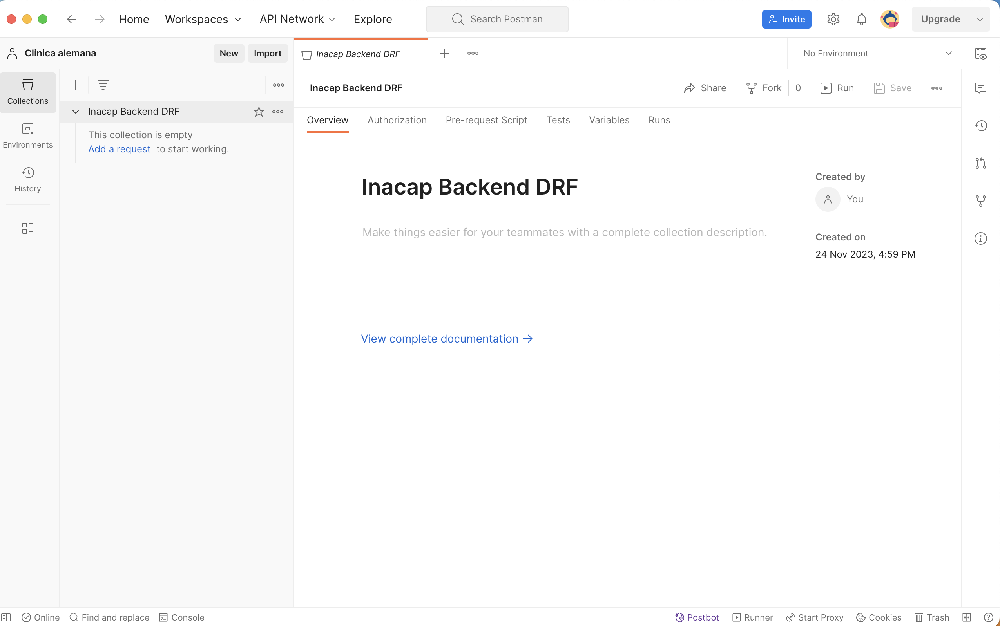 Home Workspaces API Network Explore Search Postman Invite Upgrade
Clinica alemana New Import Inacap Backend DRF No Environment
Collections
Environments
History
Inacap Backend DRF
This collection is empty
Add a request to start working.
Inacap Backend DRF Share Fork 0 Run Save
Overview Authorization Pre-request Script Tests Variables Runs
Inacap Backend DRF
Make things easier for your teammates with a complete collection description.
View complete documentation →
Created by
You
Created on
24 Nov 2023, 4:59 PM
Online Find and replace Console Postbot Runner Start Proxy Cookies Trash